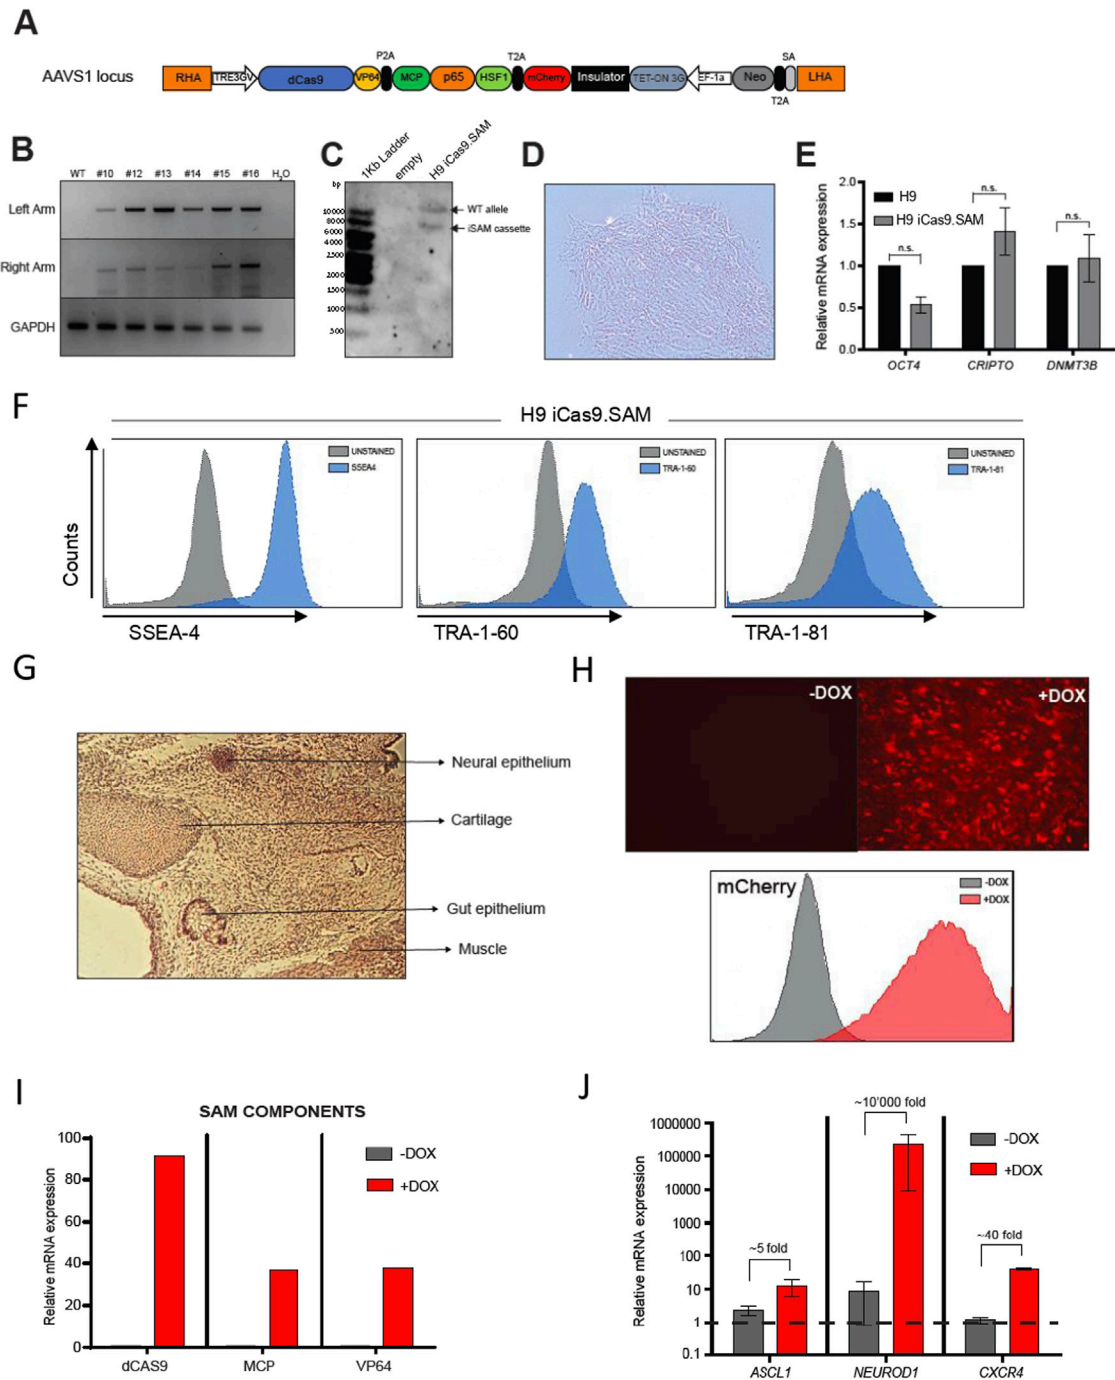 A
AAVS1 locus
P2A
T2A
SA
RHA TRE3GV dCas9 VP64 MCP p65 HSF1 mCherry Insulator TET-ON 3G EF-1a Neo LHA
T2A
B
WT #10 #12 #13 #14 #15 #16 H2O
Left Arm
Right Arm
GAPDH
C
1Kb Ladder
empty
H9 iCas9.SAM
bp
10000
8000
6000
4000
2500
2000
1500
1000
500
WT allele
iSAM cassette
D
E
Relative mRNA expression
2.0
1.5
1.0
0.5
0.0
H9
H9 iCas9.SAM
n.s.
n.s.
n.s.
OCT4 CRIPTO DNMT3B
F
H9 iCas9.SAM
Counts
UNSTAINED
SSEA4
UNSTAINED
TRA-1-60
UNSTAINED
TRA-1-81
SSEA-4 TRA-1-60 TRA-1-81
G
Neural epithelium
Cartilage
Gut epithelium
Muscle
H
-DOX
+DOX
mCherry
-DOX
+DOX
I
SAM COMPONENTS
Relative mRNA expression
100
80
60
40
20
0
-DOX
+DOX
dCAS9 MCP VP64
J
Relative mRNA expression
1000000
100000
10000
1000
100
10
1
0.1
~5 fold
~10'000 fold
~40 fold
-DOX
+DOX
ASCL1 NEUROD1 CXCR4